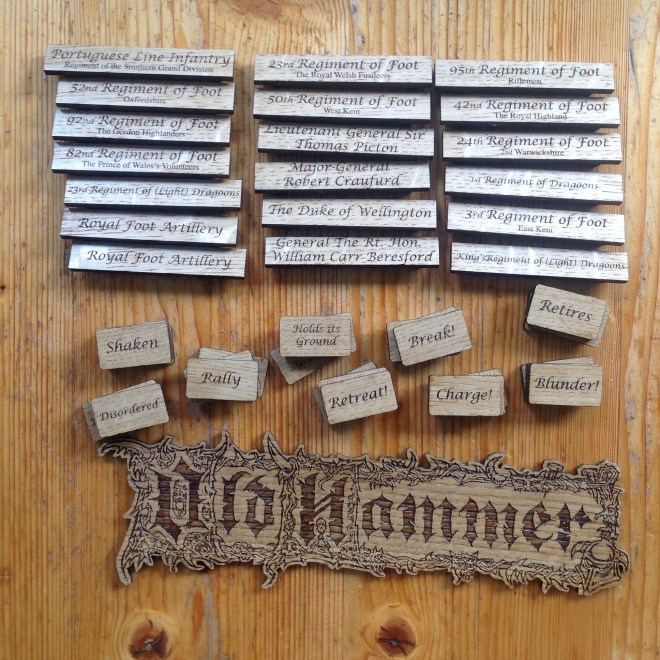 Portuguese Line Infantry
Regiment of the Southern Grand Division
52nd Regiment of Foot
Oxfordshire
92nd Regiment of Foot
The Gordon Highlanders
82nd Regiment of Foot
The Prince of Wales's Volunteers
23rd Regiment of (Light) Dragoons
Royal Foot Artillery
Royal Foot Artillery
23rd Regiment of Foot
The Royal Welsh Fusileers
50th Regiment of Foot
West Kent
Lieutenant General Sir
Thomas Picton
Major-General
Robert Craufurd
The Duke of Wellington
General The Rt. Hon.
William Carr Beresford
95th Regiment of Foot
Riflemen
42nd Regiment of Foot
The Royal Highland
24th Regiment of Foot
2nd Warwickshire
Regiment of Dragoons
3rd Regiment of Foot
East Kent
King'sRegiment of (Light) Dragoons
Shaken
Rally
Holds its
Ground
Break!
Retires
Disordered
Retreat!
Charge!
Blunder!
Old Hammer